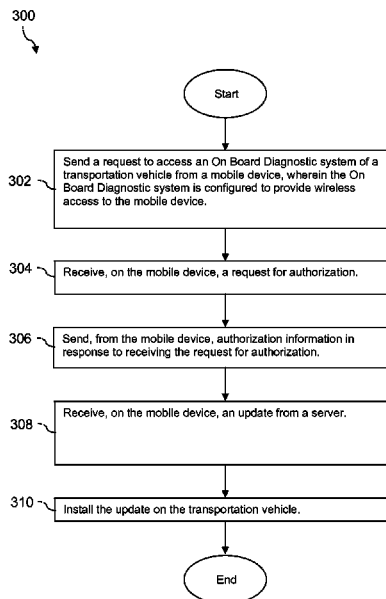 300
Start
302
Send a request to access an On Board Diagnostic system of a
transportation vehicle from a mobile device, wherein the On
Board Diagnostic system is configured to provide wireless
access to the mobile device.
304
Receive, on the mobile device, a request for authorization.
306
Send, from the mobile device, authorization information in
response to receiving the request for authorization.
308
Receive, on the mobile device, an update from a server.
310
Install the update on the transportation vehicle.
End